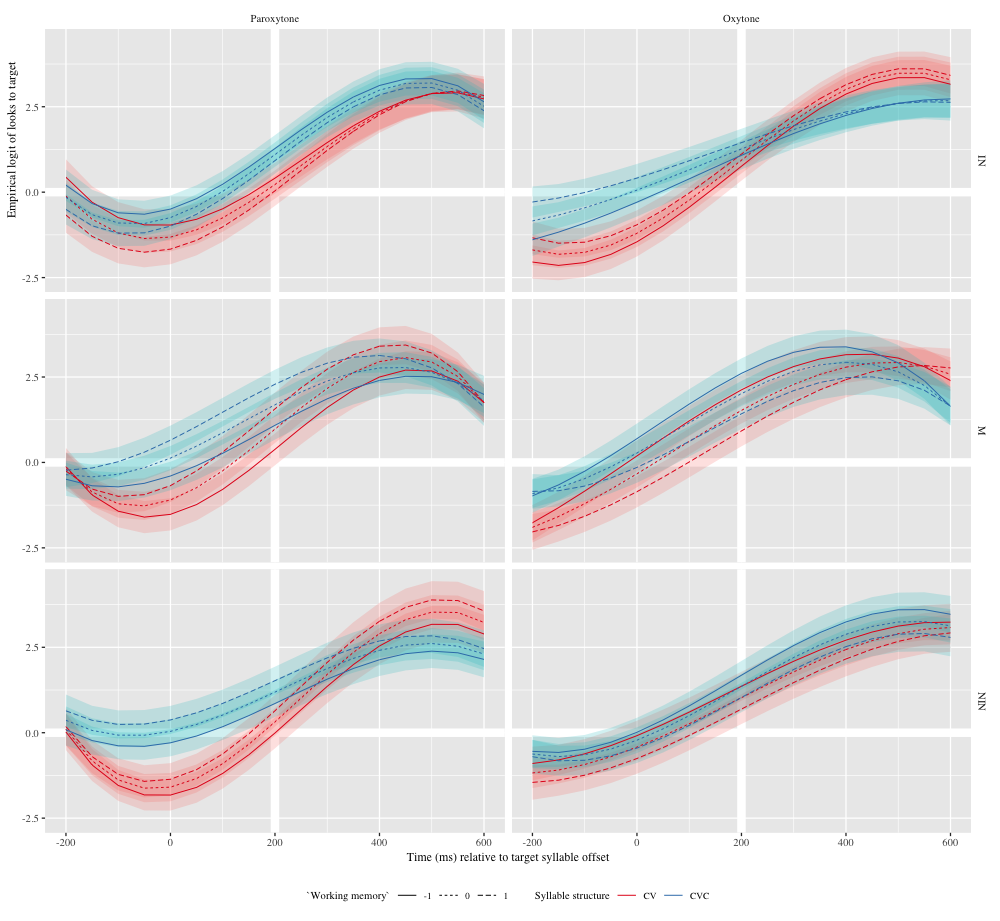 Paroxytone Oxytone
Empirical logit of looks to target
2.5
0.0
-2.5
IN
2.5
0.0
-2.5
M
2.5
0.0
-2.5
NIN
-200 0 200 400 600 -200 0 200 400 600
Time (ms) relative to target syllable offset
`Working memory` -1 0 1 Syllable structure CV CVC